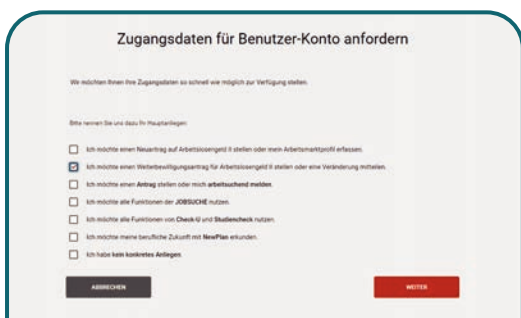 Zugangsdaten für Benutzer-Konto anfordern
Wir möchten Ihnen Ihre Zugangsdaten so schnell wie möglich zur Verfügung stellen.
Bitte nennen Sie uns dazu Ihr Hauptanliegen:
Ich möchte einen Neuantrag auf Arbeitslosengeld II stellen oder mein Arbeitsmarktprofil erfassen.
Ich möchte einen Weiterbewilligungsantrag für Arbeitslosengeld II stellen oder eine Veränderung mitteilen.
Ich möchte einen Antrag stellen oder mich arbeitsuchend melden.
Ich möchte alle Funktionen der JOBSUCHE nutzen.
Ich möchte alle Funktionen von Check-U und Studiencheck nutzen.
Ich möchte meine berufliche Zukunft mit NewPlan erkunden.
Ich habe kein konkretes Anliegen.
ABBRECHEN
WEITER